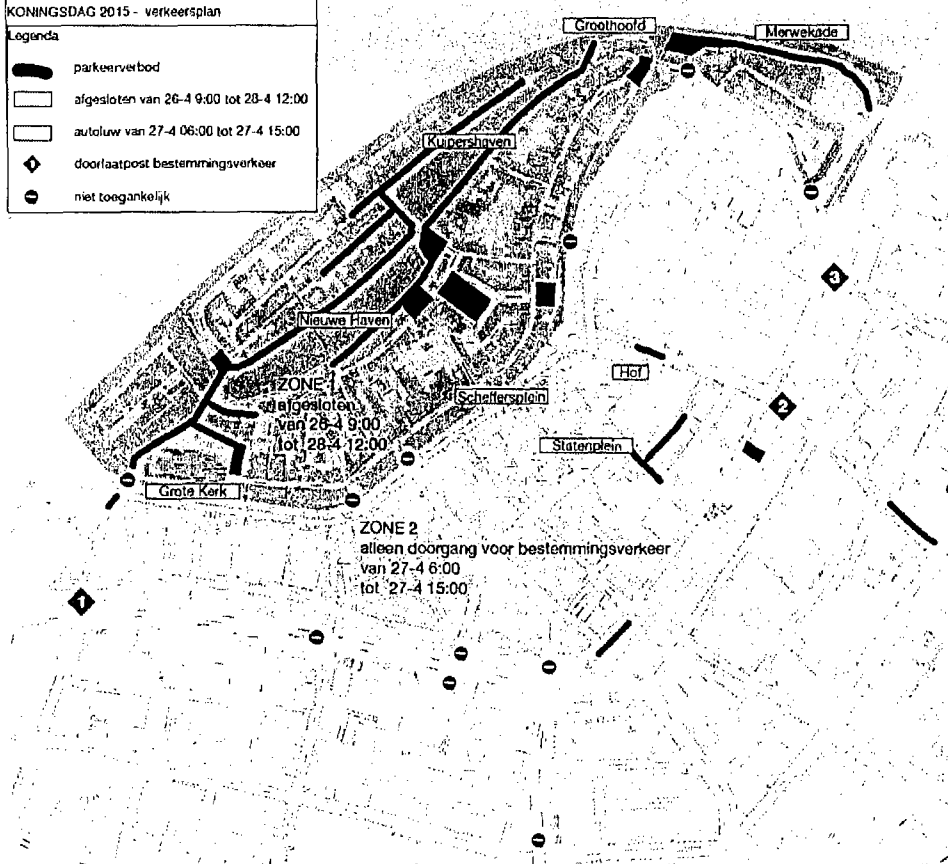 KONINGSDAG 2015 - verkeersplan
Legenda
parkeerverbod
afgesloten van 26-4 9:00 tot 28-4 12:00
autoluw van 27-4 06:00 tot 27-4 15:00
1 doorlaatpost bestemmingsverkeer
niet toegankelijk
Groothoofd
Merwekade
Kuipershaven
3
Nieuwe Haven
Hof
ZONE 1
afgesloten
van 26-4 9:00
tot 28-4 12:00
Scheffersplein
2
Statenplein
Grote Kerk
ZONE 2
alleen doorgang voor bestemmingsverkeer
van 27-4 6:00
tot 27-4 15:00
1